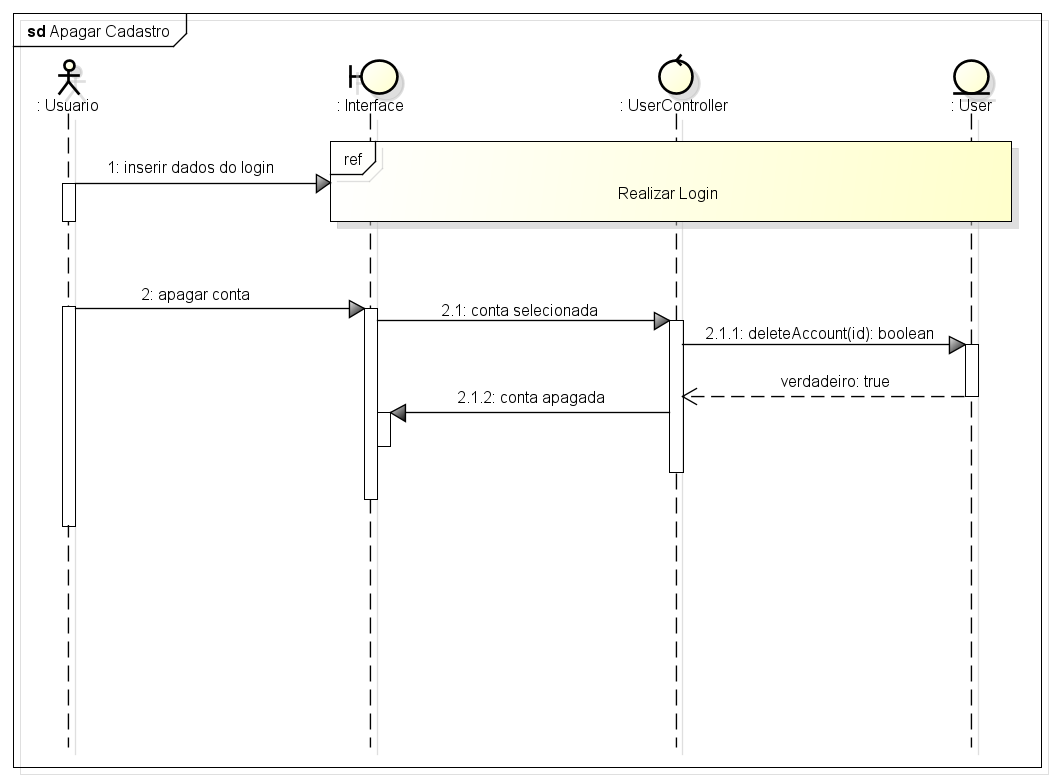 sd Apagar Cadastro
: Usuario
: Interface
: UserController
: User
ref
1: inserir dados do login
Realizar Login
2: apagar conta
2.1: conta selecionada
2.1.1: deleteAccount(id): boolean
verdadeiro: true
2.1.2: conta apagada